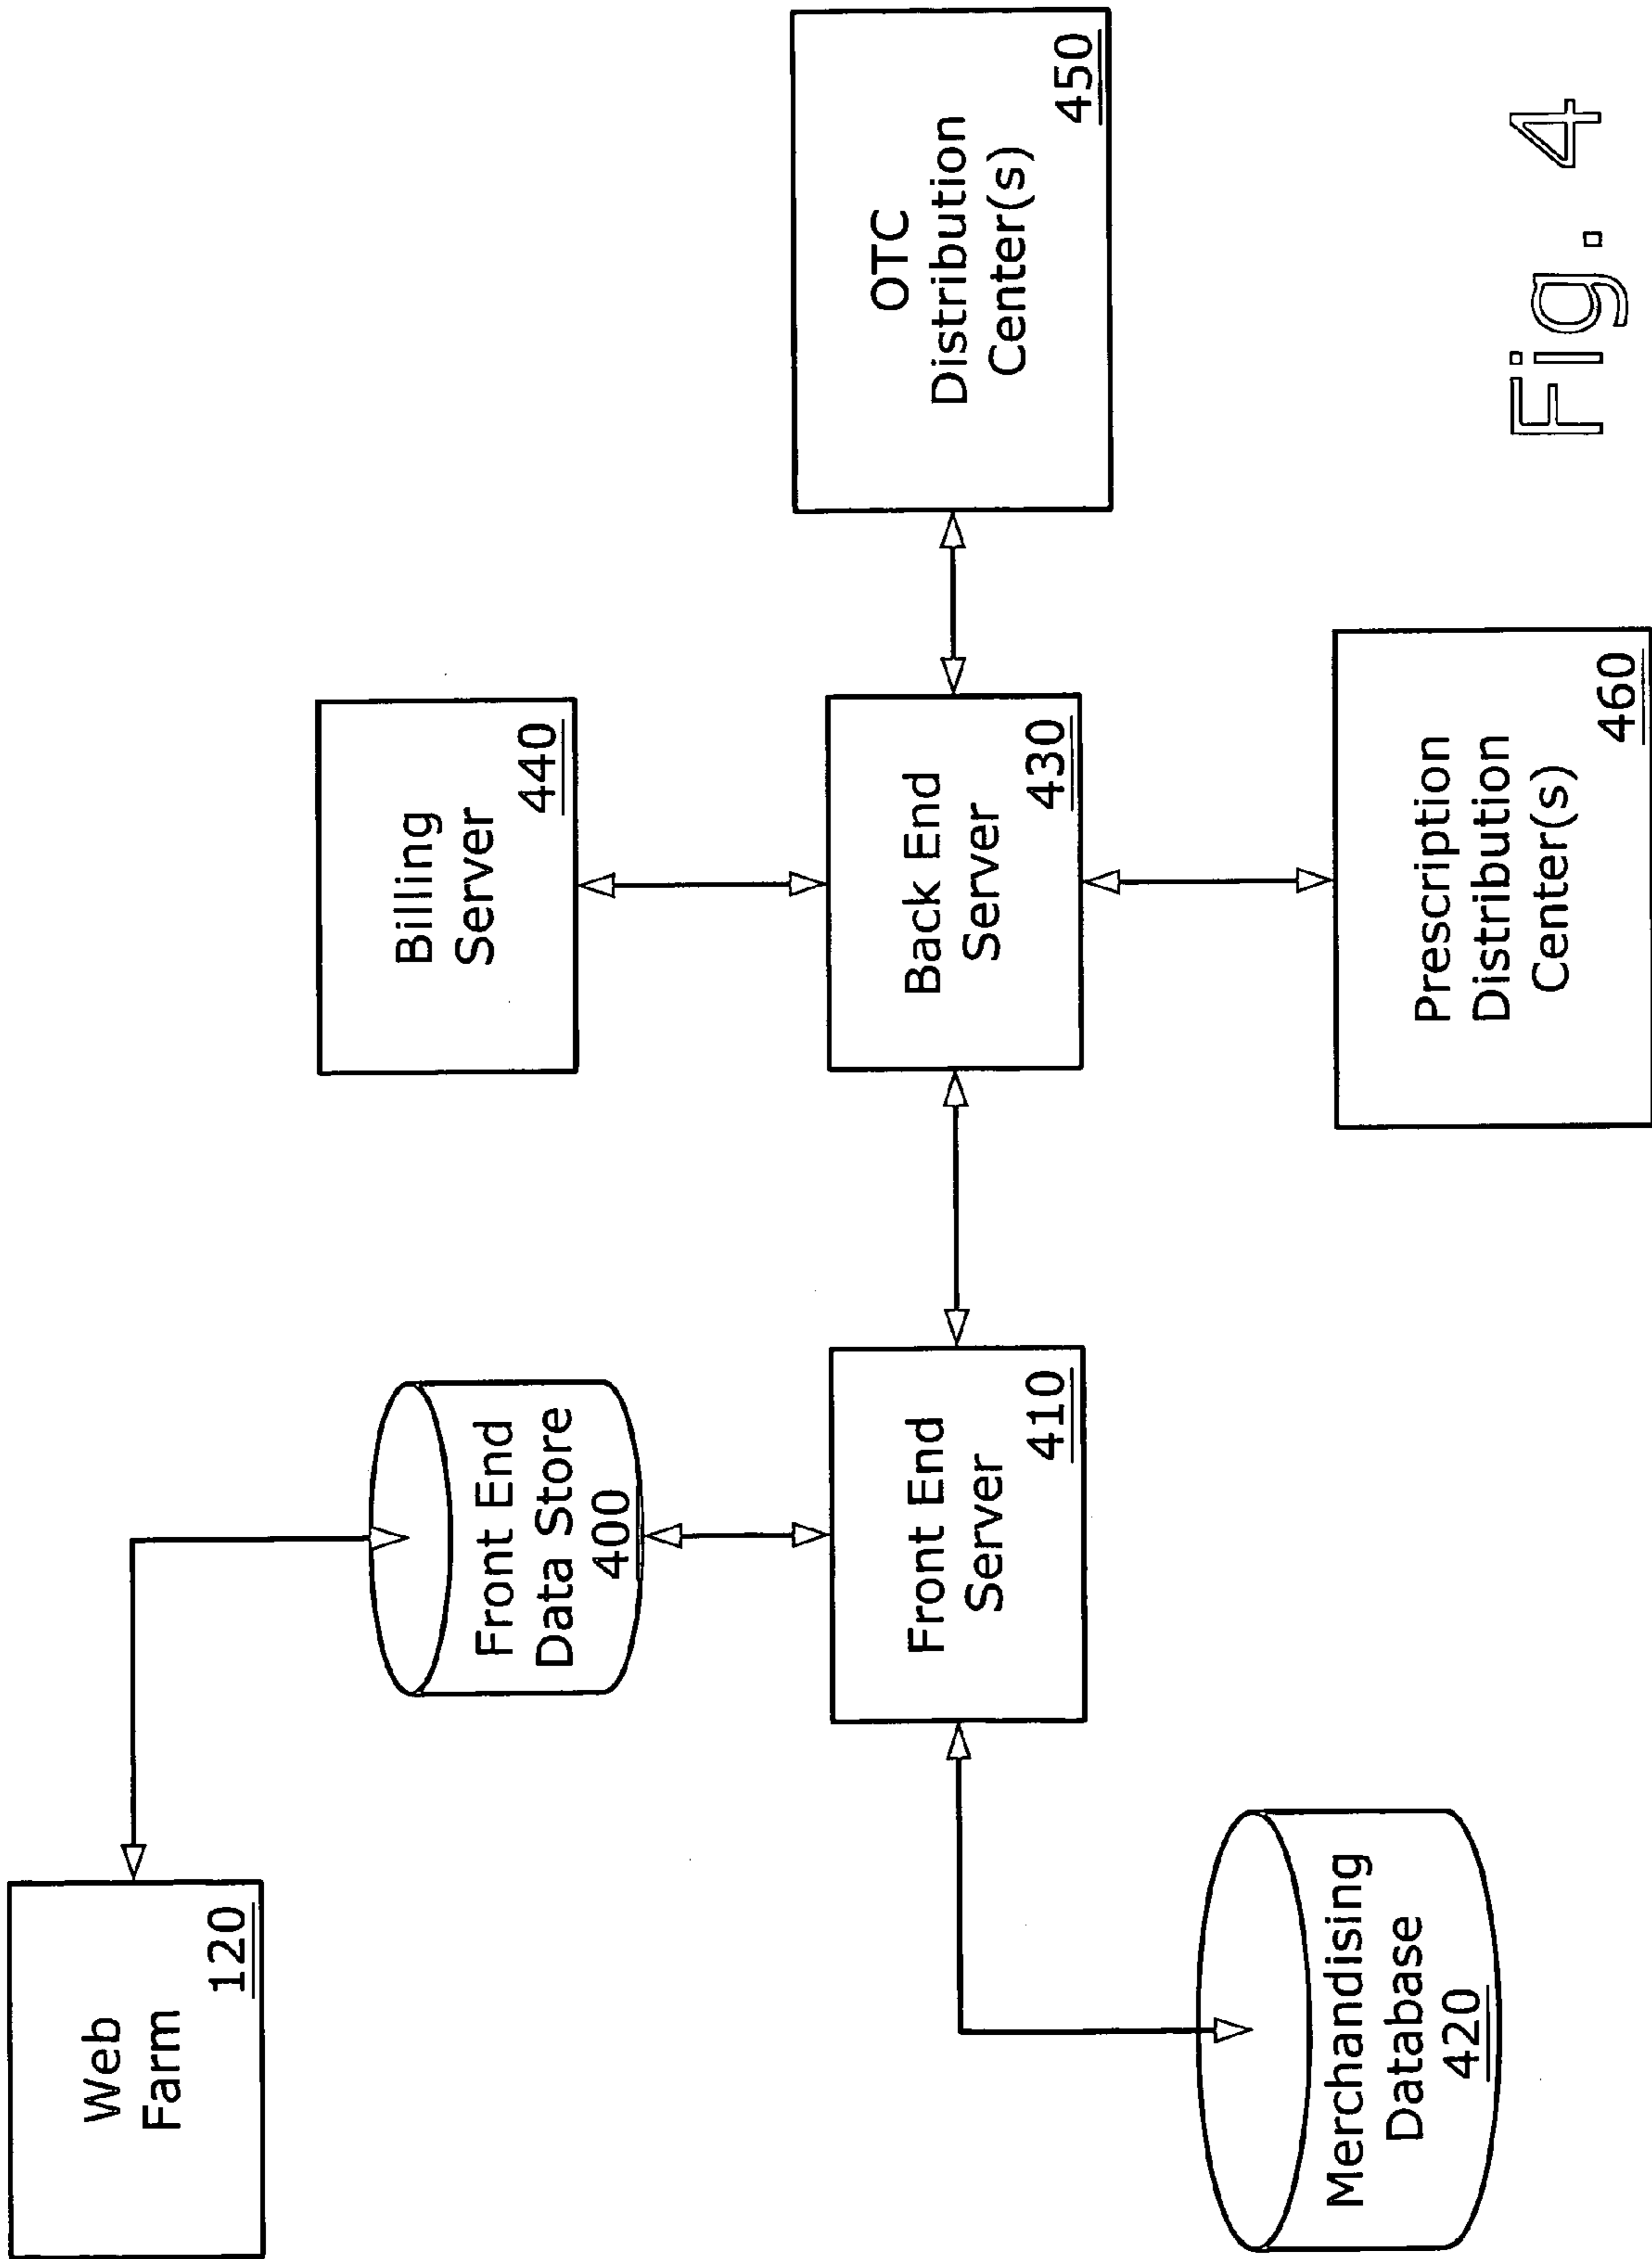 Web
Farm
120
Front End
Data Store
400
Merchandising
Database
420
Front End
Server
410
Billing
Server
440
Back End
Server
430
OTC
Distribution
Center(s)
450
Prescription
Distribution
Center(s)
460
Fig. 4